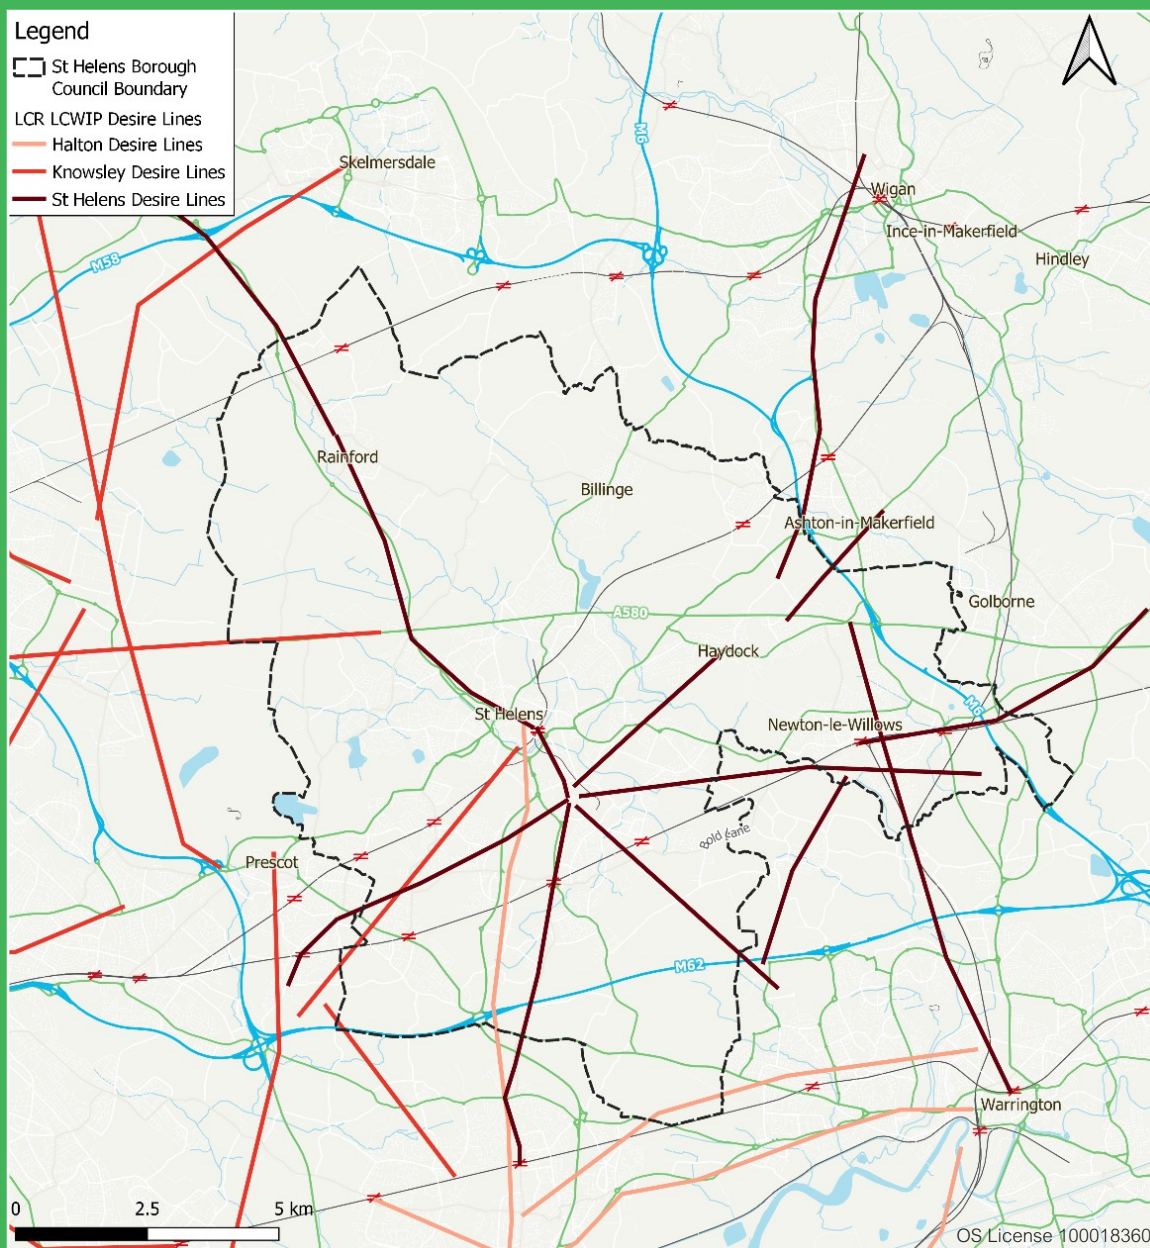 Legend
St Helens Borough
Council Boundary
LCR LCWIP Desire Lines
Halton Desire Lines
Knowsley Desire Lines
St Helens Desire Lines
M6
Skelmersdale
Wigan
Ince-in-Makerfield
Hindley
M58
Rainford
Billinge
Ashton-in-Makerfield
A580
Golborne
Haydock
St Helens
M6
Newton-le-Willows
Bold Lane
Prescot
M62
Warrington
0 2.5 5 km
OS License 100018360